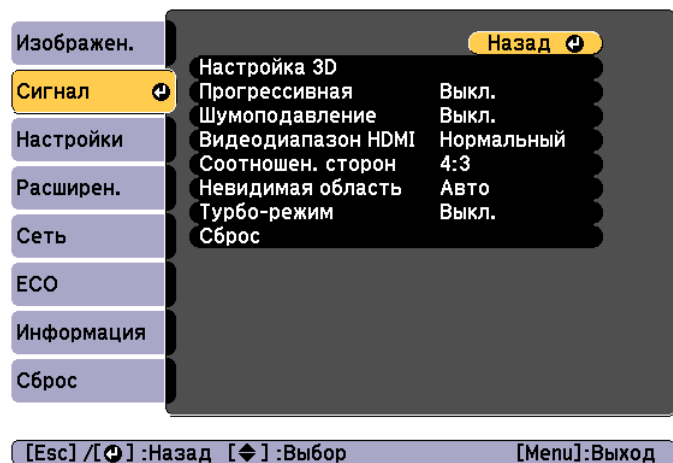 Изображен.
Сигнал
Настройки
Расширен.
Сеть
ECO
Информация
Сброс
Назад
Настройка 3D
Прогрессивная Выкл.
Шумоподавление Выкл.
Видеодиапазон HDMI Нормальный
Соотношен. сторон 4:3
Невидимая область Авто
Турбо-режим Выкл.
Сброс
[Esc] /[ ] :Назад [ ] :Выбор [Menu]:Выход